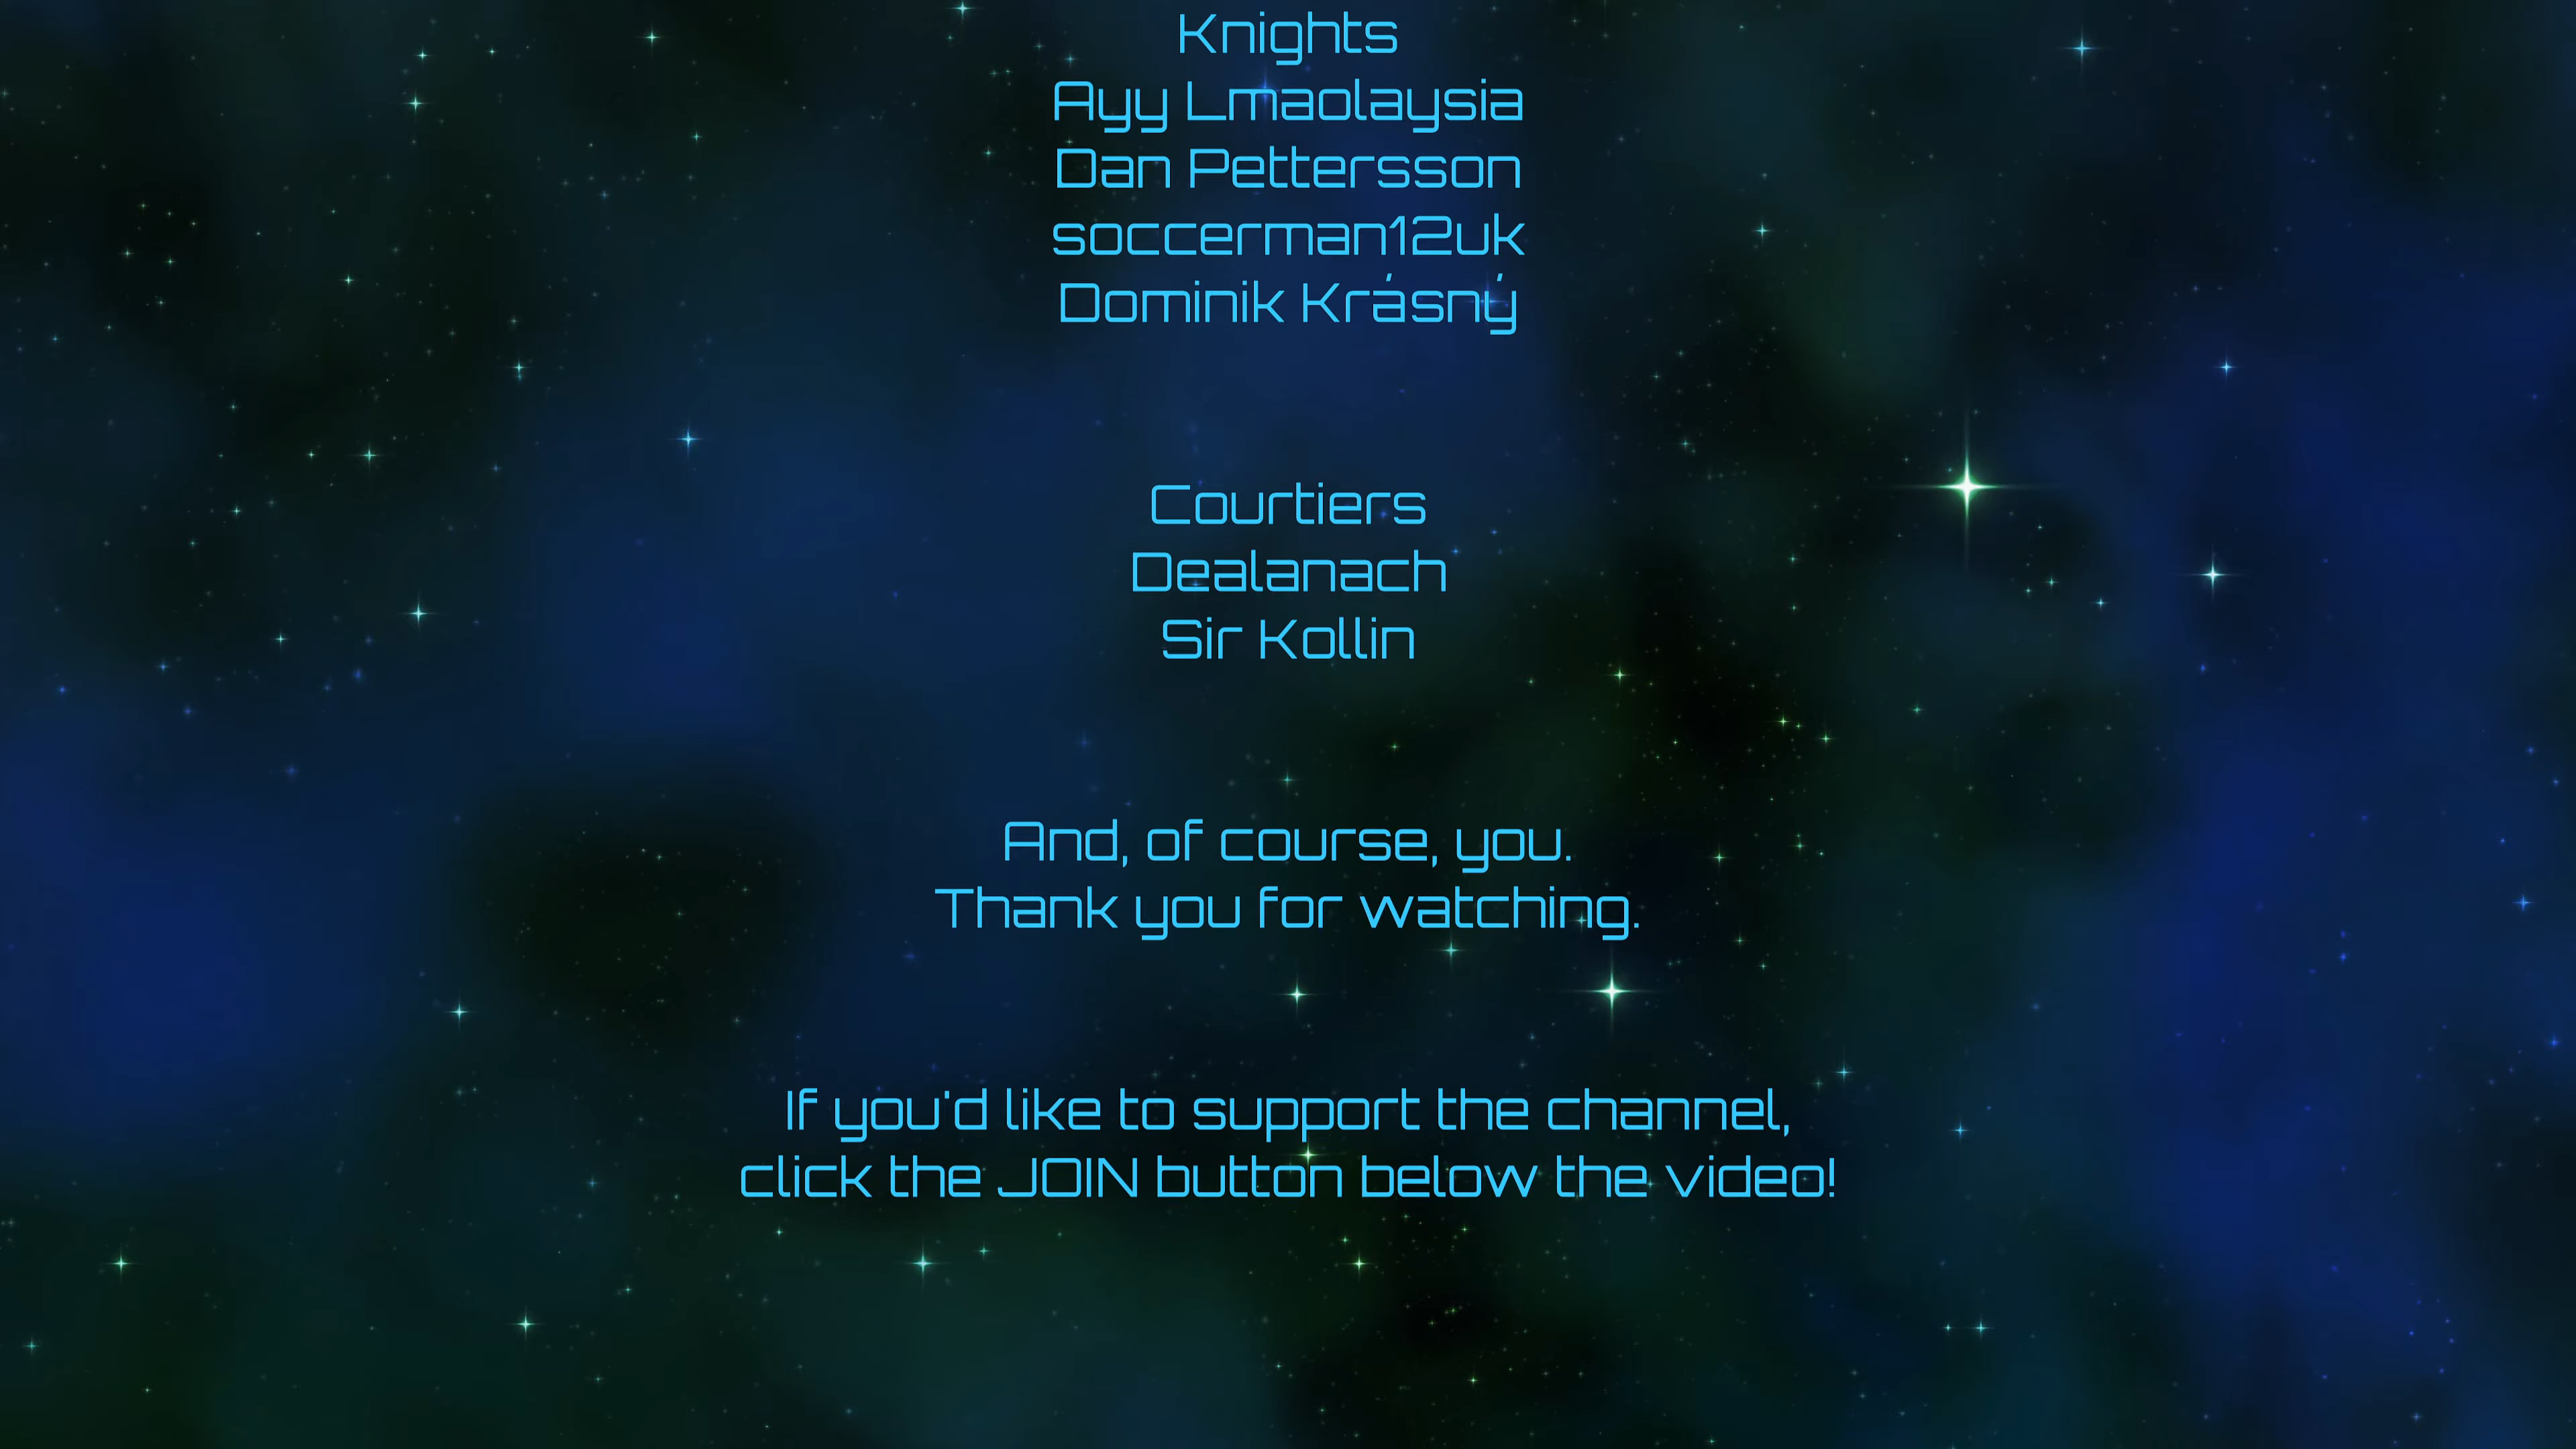 Knights
Ayy Lmaolaysia
Dan Pettersson
soccerman12uk
Dominik Krásný
Courtiers
Dealanach
Sir Kollin
And, of course, you.
Thank you for watching.
If you'd like to support the channel,
click the JOIN button below the video!